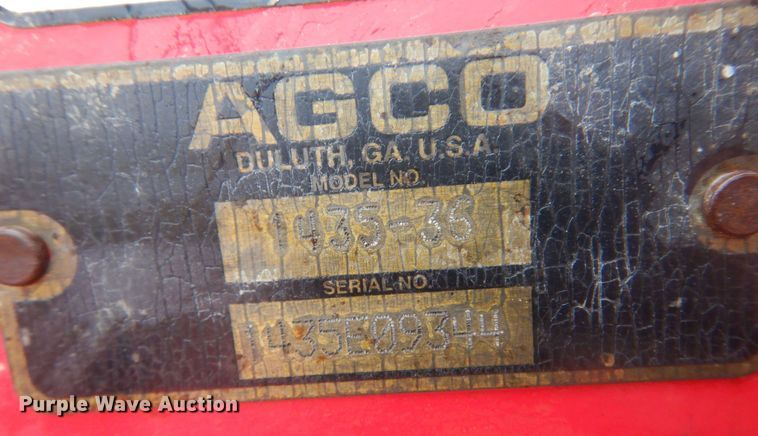 AGCO
DULUTH, GA. U.S.A.
MODEL NO.
1435-36
SERIAL NO.
1435E09344
Purple Wave Auction